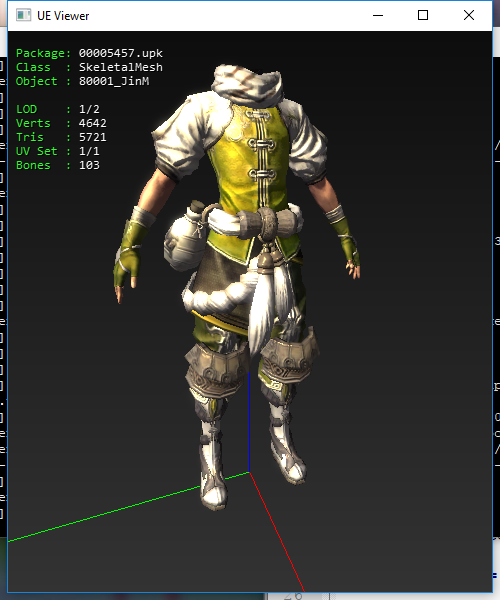 UE Viewer
Package: 00005457.upk
Class  : SkeletalMesh
Object : 80001_JinM
LOD    : 1/2
Verts  : 4642
Tris   : 5721
UV Set : 1/1
Bones  : 103
26